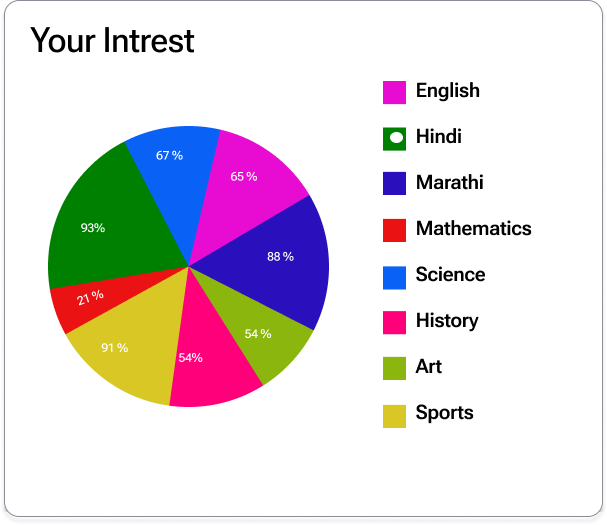 Your Intrest
English
Hindi
Marathi
Mathematics
Science
History
Art
Sports
67 %
65 %
93%
88 %
21 %
54 %
91 %
54%